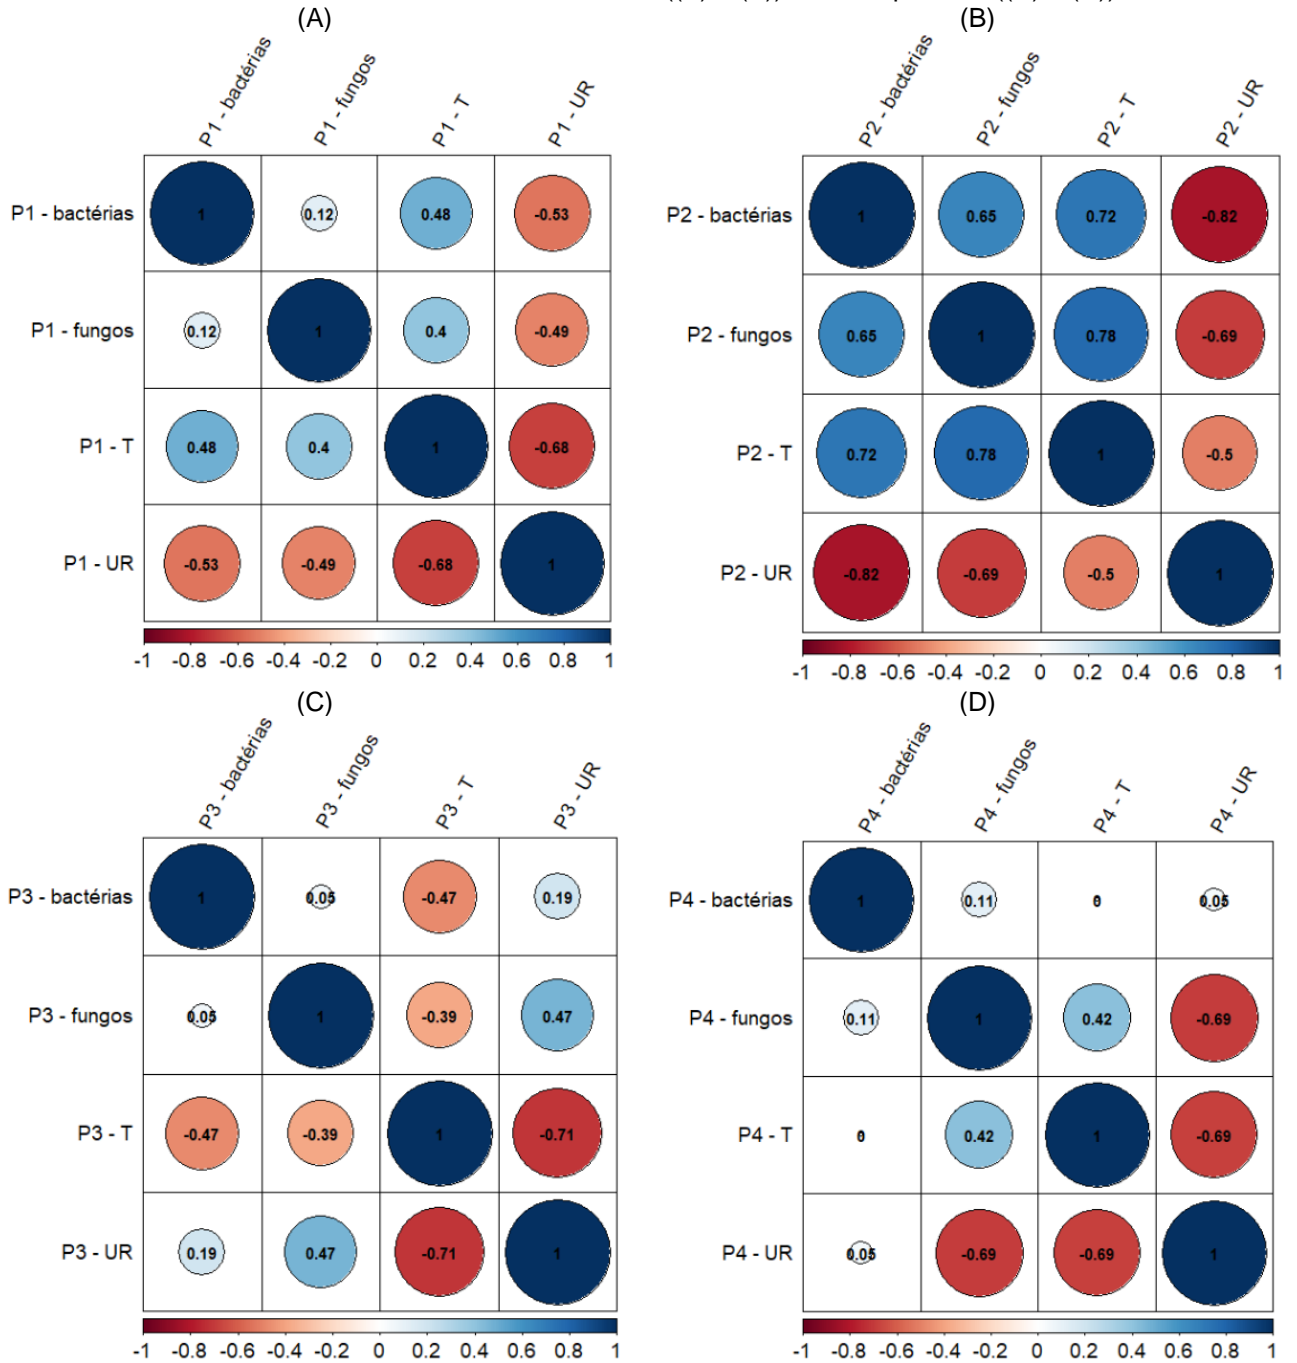 (A)
P1 - bactérias
P1 - fungos
P1 - T
P1 - UR
P1 - bactérias 1 0.12 0.48 -0.53
P1 - fungos 0.12 1 0.4 -0.49
P1 - T 0.48 0.4 1 -0.68
P1 - UR -0.53 -0.49 -0.68 1
-1 -0.8 -0.6 -0.4 -0.2 0 0.2 0.4 0.6 0.8 1
(B)
P2 - bactérias
P2 - fungos
P2 - T
P2 - UR
P2 - bactérias 1 0.65 0.72 -0.82
P2 - fungos 0.65 1 0.78 -0.69
P2 - T 0.72 0.78 1 -0.5
P2 - UR -0.82 -0.69 -0.5 1
-1 -0.8 -0.6 -0.4 -0.2 0 0.2 0.4 0.6 0.8 1
(C)
P3 - bactérias
P3 - fungos
P3 - T
P3 - UR
P3 - bactérias 1 0.05 -0.47 0.19
P3 - fungos 0.05 1 -0.39 0.47
P3 - T -0.47 -0.39 1 -0.71
P3 - UR 0.19 0.47 -0.71 1
-1 -0.8 -0.6 -0.4 -0.2 0 0.2 0.4 0.6 0.8 1
(D)
P4 - bactérias
P4 - fungos
P4 - T
P4 - UR
P4 - bactérias 1 0.11 0 0.05
P4 - fungos 0.11 1 0.42 -0.69
P4 - T 0 0.42 1 -0.69
P4 - UR 0.05 -0.69 -0.69 1
-1 -0.8 -0.6 -0.4 -0.2 0 0.2 0.4 0.6 0.8 1